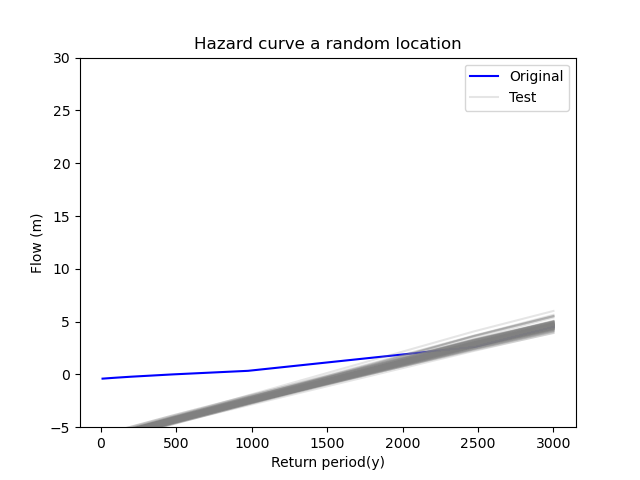 Hazard curve a random location
Original
Test
Flow (m)
30
25
20
15
10
5
0
−5
0 500 1000 1500 2000 2500 3000
Return period(y)